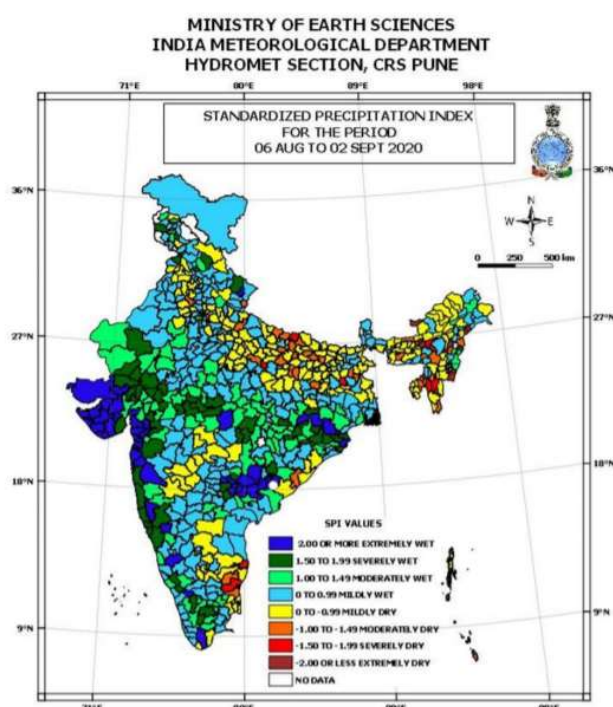 MINISTRY OF EARTH SCIENCES
INDIA METEOROLOGICAL DEPARTMENT
HYDROMET SECTION, CRS PUNE
71°E 80°E 89°E 98°E
STANDARDIZED PRECIPITATION INDEX
FOR THE PERIOD
06 AUG TO 02 SEPT 2020
36°N 36°N
N
W E
S
0 250 500 km
27°N 27°N
18°N 18°N
SPI VALUES
2.00 OR MORE EXTREMELY WET
1.50 TO 1.99 SEVERELY WET
1.00 TO 1.49 MODERATELY WET
0 TO 0.99 MILDLY WET
0 TO -0.99 MILDLY DRY
-1.00 TO -1.49 MODERATELY DRY
-1.50 TO -1.99 SEVERELY DRY
-2.00 OR LESS EXTREMELY DRY
NO DATA
9°N 9°N